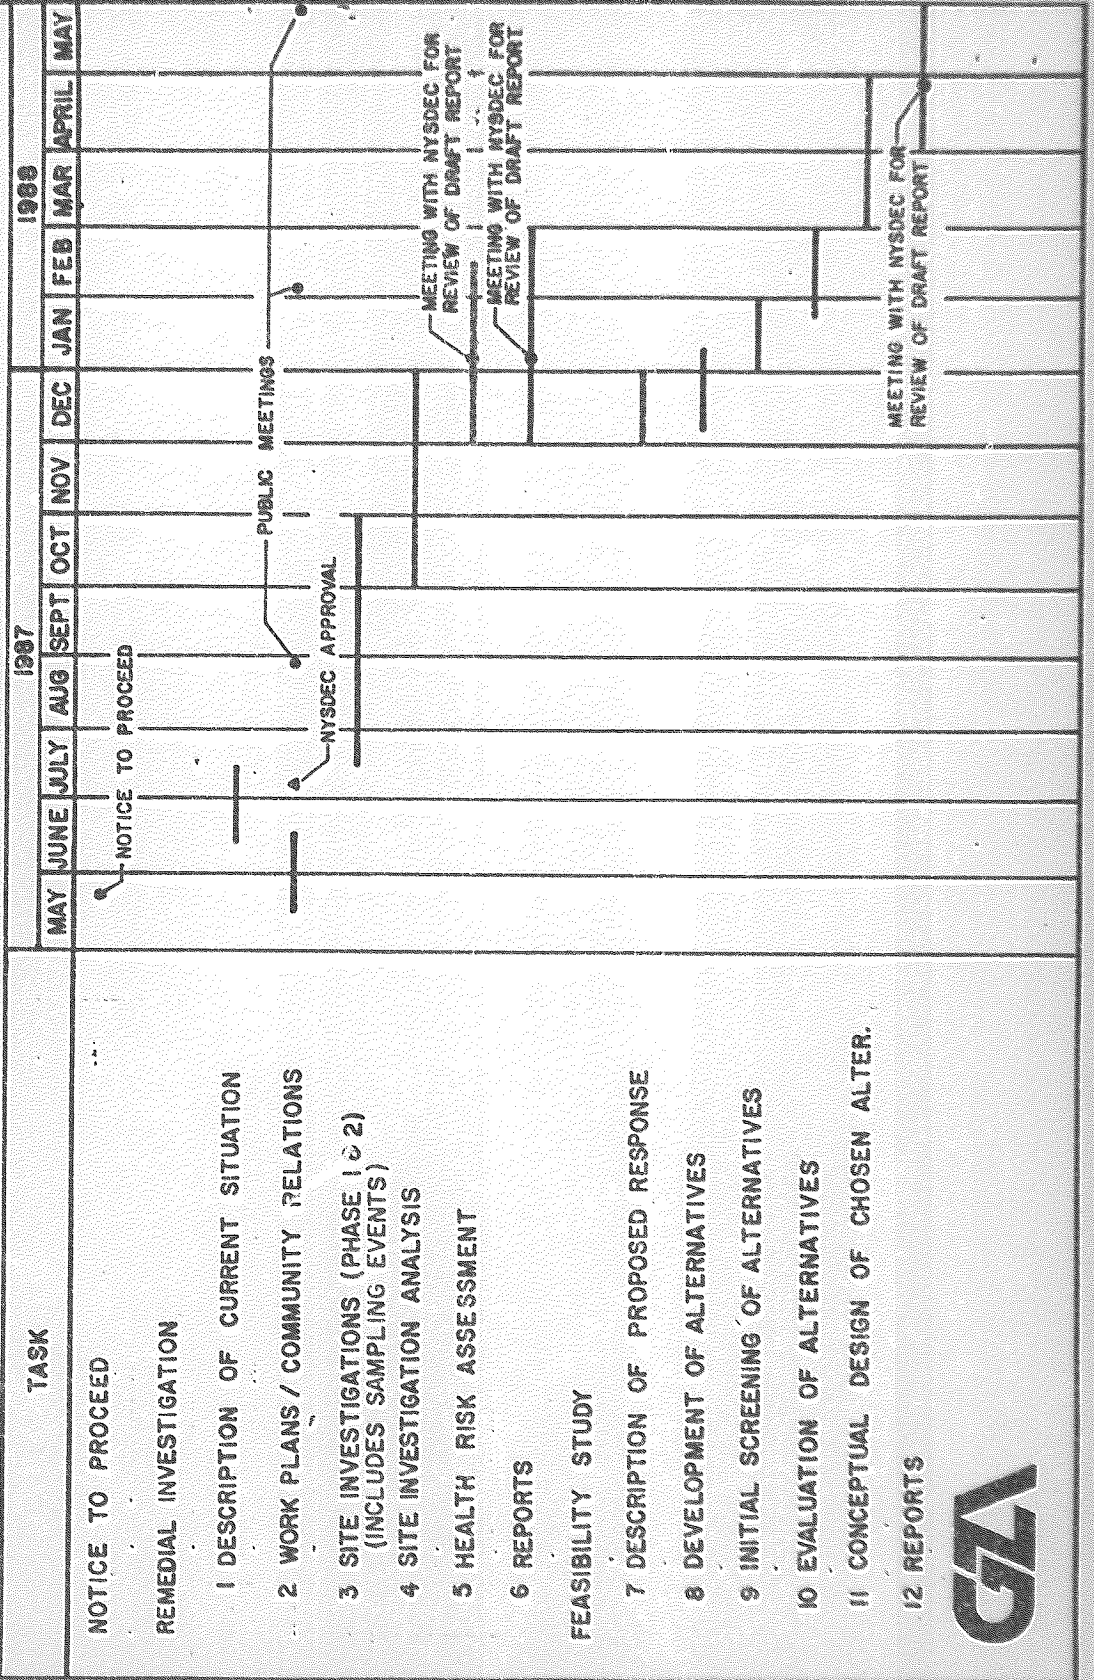 TASK
1987
1988
MAY JUNE JULY AUG SEPT OCT NOV DEC JAN FEB MAR APRIL MAY
NOTICE TO PROCEED
NOTICE TO PROCEED
REMEDIAL INVESTIGATION
1 DESCRIPTION OF CURRENT SITUATION
2 WORK PLANS / COMMUNITY RELATIONS
PUBLIC MEETINGS
NYSDEC APPROVAL
3 SITE INVESTIGATIONS (PHASE 1 & 2)
(INCLUDES SAMPLING EVENTS)
4 SITE INVESTIGATION ANALYSIS
5 HEALTH RISK ASSESSMENT
MEETING WITH NYSDEC FOR
REVIEW OF DRAFT REPORT
6 REPORTS
MEETING WITH NYSDEC FOR
REVIEW OF DRAFT REPORT
FEASIBILITY STUDY
7 DESCRIPTION OF PROPOSED RESPONSE
8 DEVELOPMENT OF ALTERNATIVES
9 INITIAL SCREENING OF ALTERNATIVES
10 EVALUATION OF ALTERNATIVES
11 CONCEPTUAL DESIGN OF CHOSEN ALTER.
12 REPORTS
MEETING WITH NYSDEC FOR
REVIEW OF DRAFT REPORT
GZA